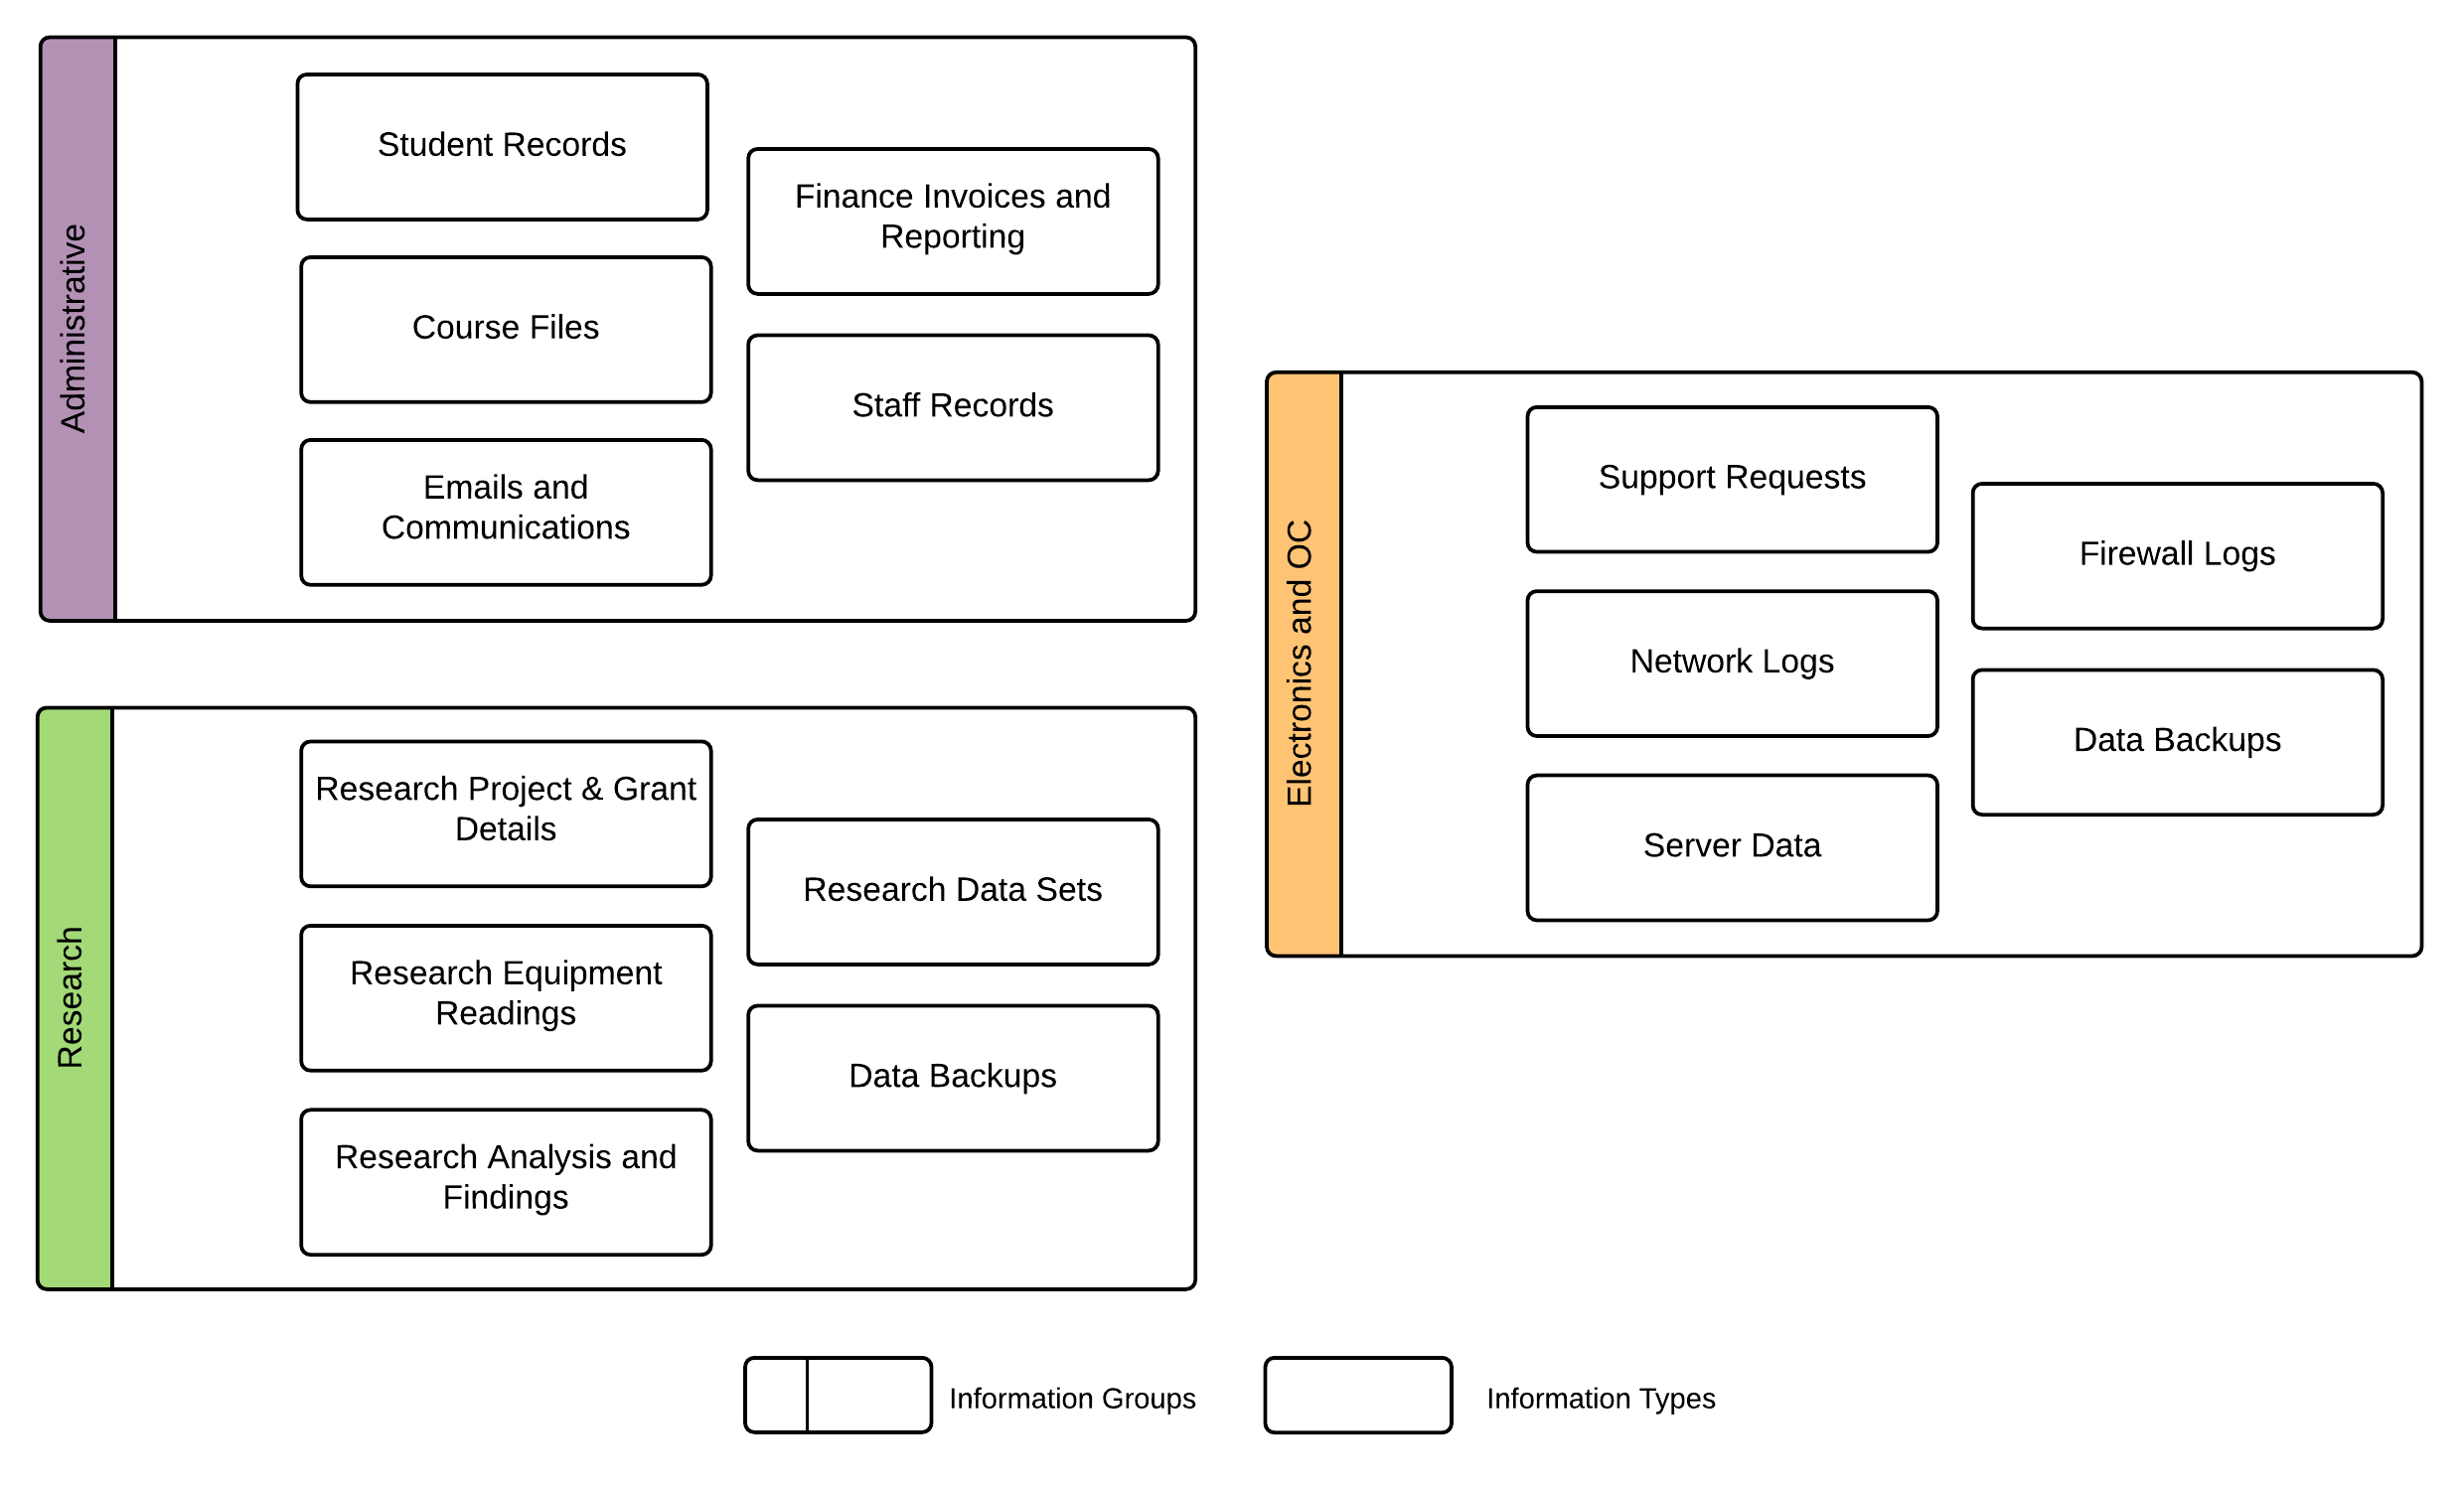 Administrative
Student Records
Course Files
Emails and
Communications
Finance Invoices and
Reporting
Staff Records
Research
Research Project & Grant
Details
Research Equipment
Readings
Research Analysis and
Findings
Research Data Sets
Data Backups
Electronics and OC
Support Requests
Network Logs
Server Data
Firewall Logs
Data Backups
Information Groups
Information Types